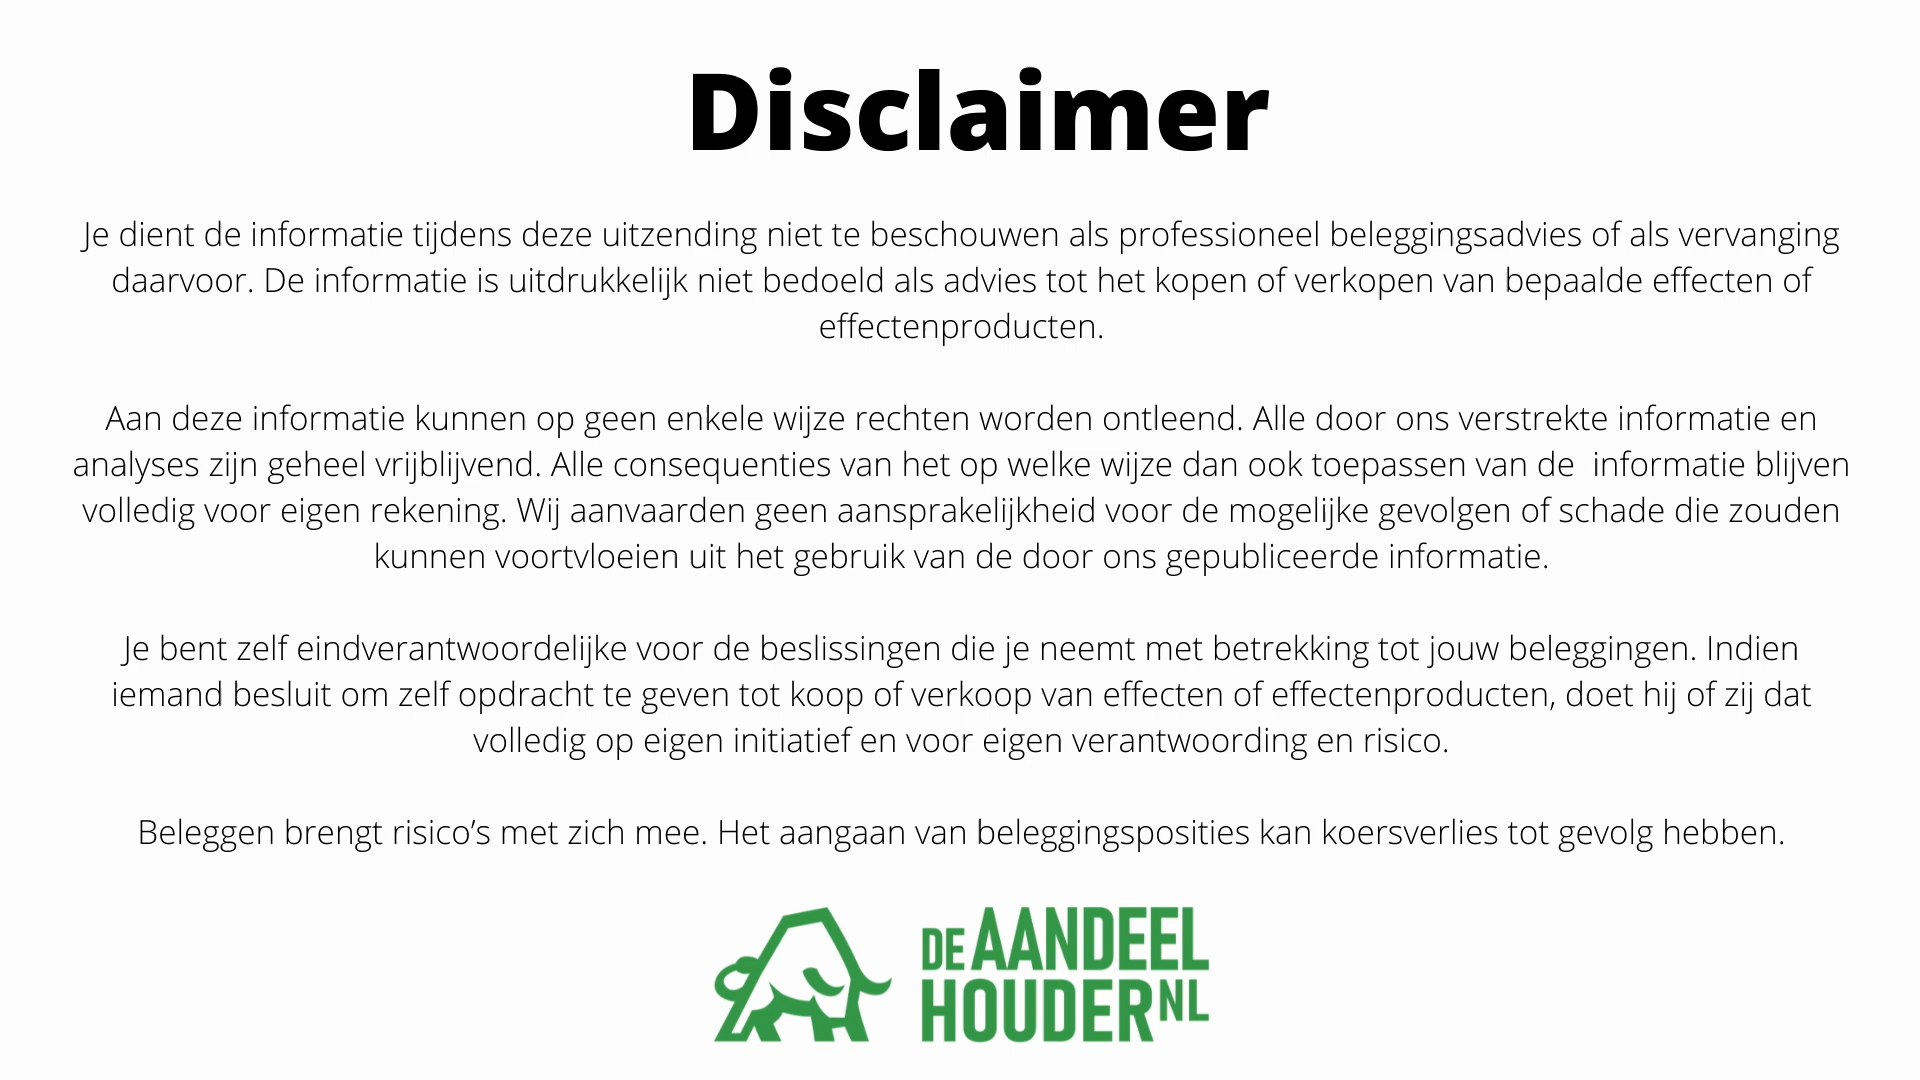 Disclaimer
Je dient de informatie tijdens deze uitzending niet te beschouwen als professioneel beleggingsadvies of als vervanging
daarvoor. De informatie is uitdrukkelijk niet bedoeld als advies tot het kopen of verkopen van bepaalde effecten of
effectenproducten.
Aan deze informatie kunnen op geen enkele wijze rechten worden ontleend. Alle door ons verstrekte informatie en
analyses zijn geheel vrijblijvend. Alle consequenties van het op welke wijze dan ook toepassen van de  informatie blijven
volledig voor eigen rekening. Wij aanvaarden geen aansprakelijkheid voor de mogelijke gevolgen of schade die zouden
kunnen voortvloeien uit het gebruik van de door ons gepubliceerde informatie.
Je bent zelf eindverantwoordelijke voor de beslissingen die je neemt met betrekking tot jouw beleggingen. Indien
iemand besluit om zelf opdracht te geven tot koop of verkoop van effecten of effectenproducten, doet hij of zij dat
volledig op eigen initiatief en voor eigen verantwoording en risico.
Beleggen brengt risico’s met zich mee. Het aangaan van beleggingsposities kan koersverlies tot gevolg hebben.
DE AANDEEL
HOUDER NL